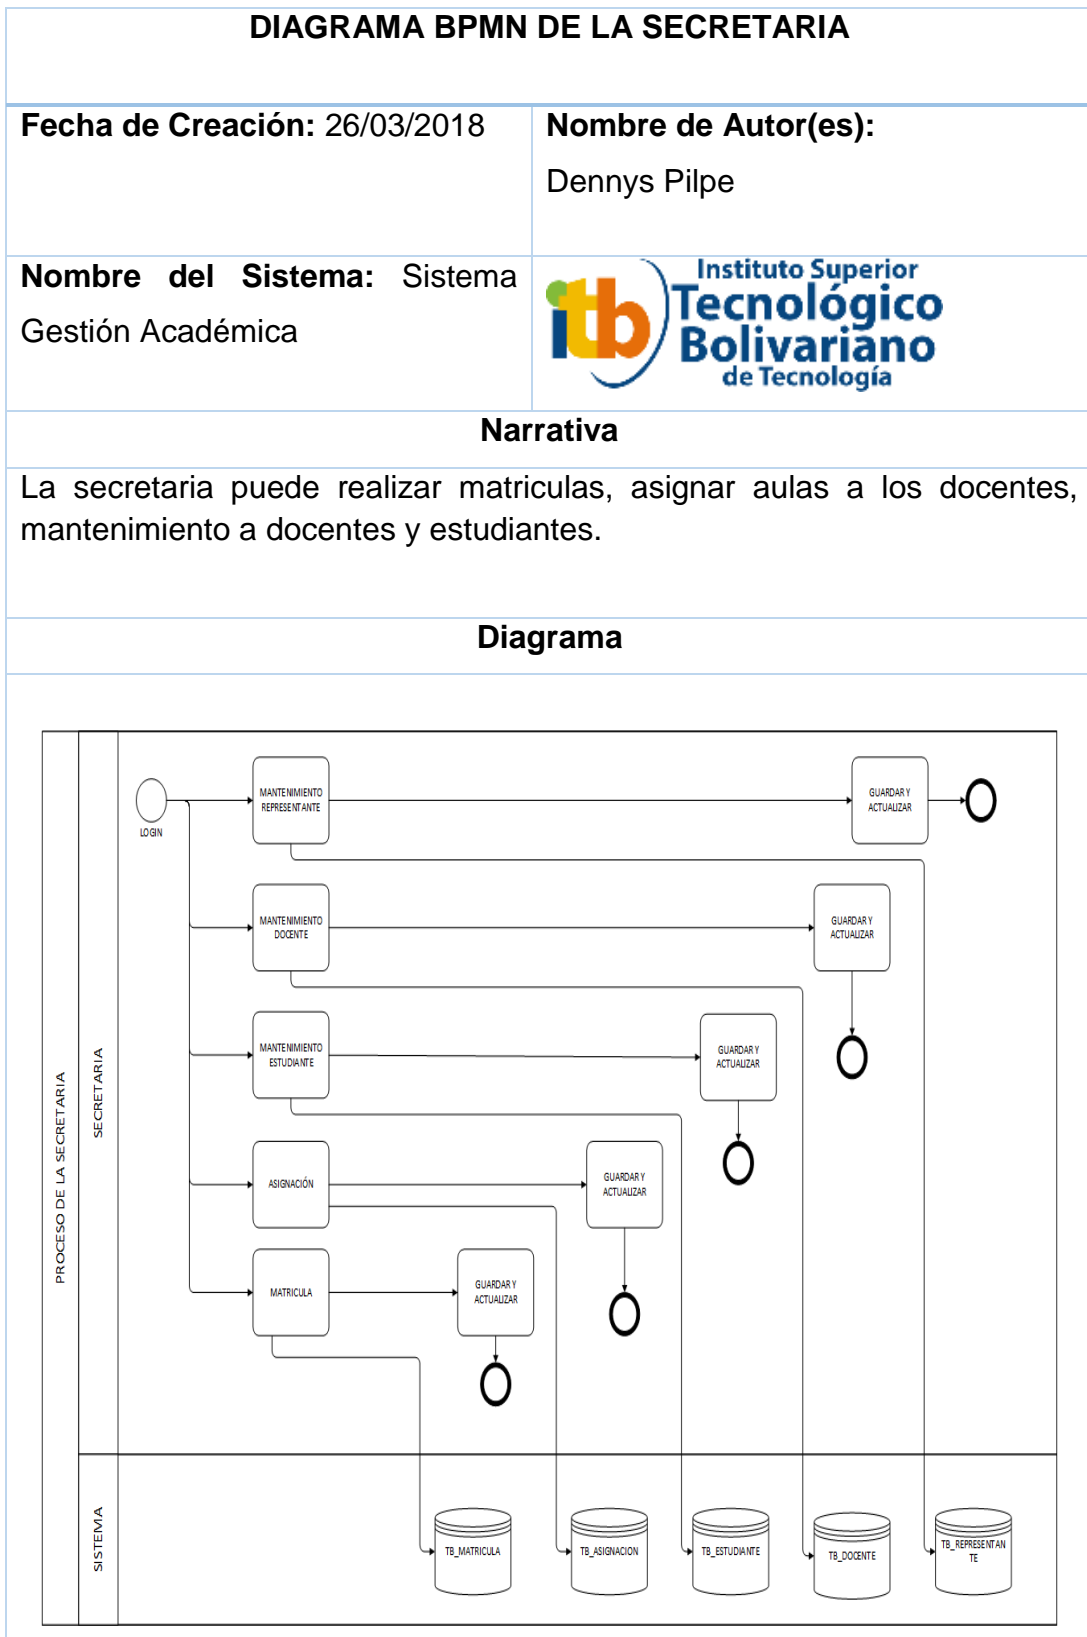 DIAGRAMA BPMN DE LA SECRETARIA
Fecha de Creación: 26/03/2018
Nombre de Autor(es):
Dennys Pilpe
Nombre del Sistema: Sistema
Gestión Académica
itb
Instituto Superior
Tecnológico
Bolivariano
de Tecnología
Narrativa
La secretaria puede realizar matriculas, asignar aulas a los docentes,
mantenimiento a docentes y estudiantes.
Diagrama
PROCESO DE LA SECRETARIA
SECRETARIA
LOGIN
MANTENIMIENTO
REPRESENTANTE
GUARDAR Y
ACTUALIZAR
MANTENIMIENTO
DOCENTE
GUARDAR Y
ACTUALIZAR
MANTENIMIENTO
ESTUDIANTE
GUARDAR Y
ACTUALIZAR
ASIGNACIÓN
GUARDAR Y
ACTUALIZAR
MATRICULA
GUARDAR Y
ACTUALIZAR
SISTEMA
TB_MATRICULA
TB_ASIGNACION
TB_ESTUDIANTE
TB_DOCENTE
TB_REPRESENTAN
TE